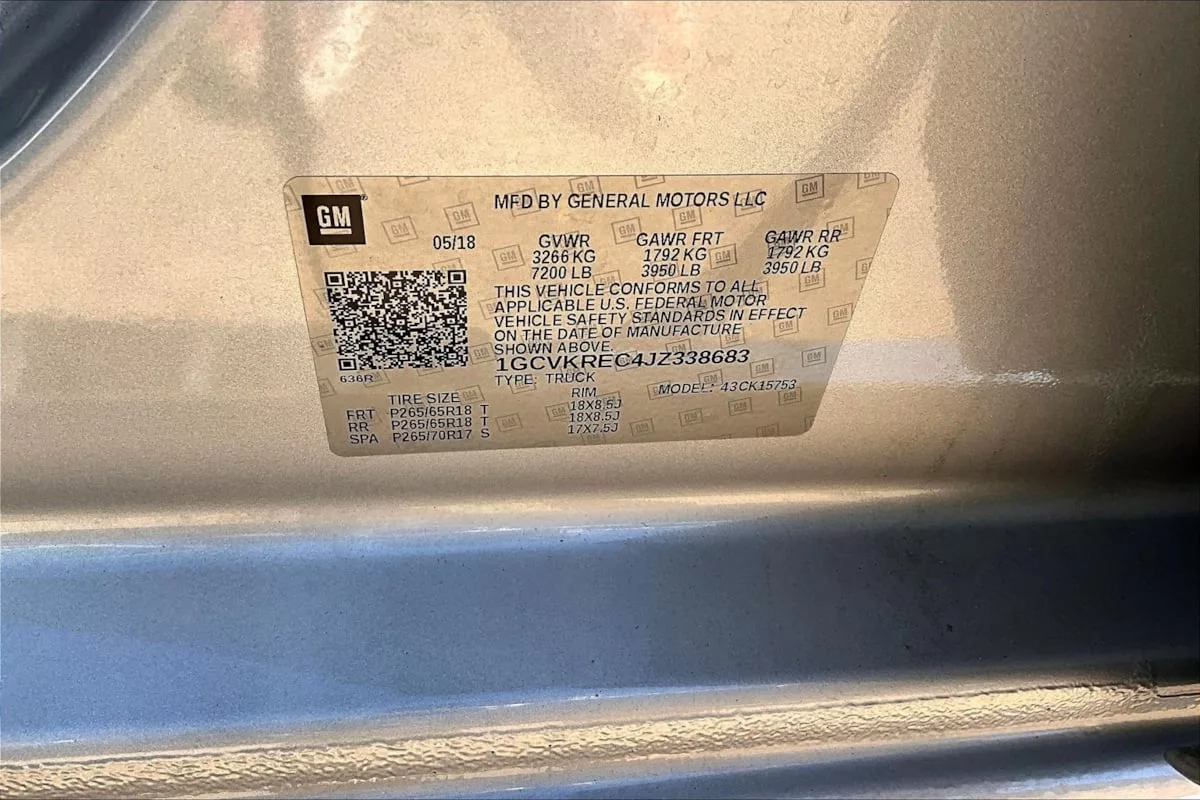 GM
MFD BY GENERAL MOTORS LLC
05/18 GVWR GAWR FRT GAWR RR
3266 KG 1792 KG 1792 KG
7200 LB 3950 LB 3950 LB
THIS VEHICLE CONFORMS TO ALL
APPLICABLE U.S. FEDERAL MOTOR
VEHICLE SAFETY STANDARDS IN EFFECT
ON THE DATE OF MANUFACTURE
SHOWN ABOVE.
1GCVKREC4JZ338683
636R
TYPE: TRUCK MODEL: 43CK15753
TIRE SIZE RIM
FRT P265/65R18 T 18X8.5J
RR P265/65R18 T 18X8.5J
SPA P265/70R17 S 17X7.5J